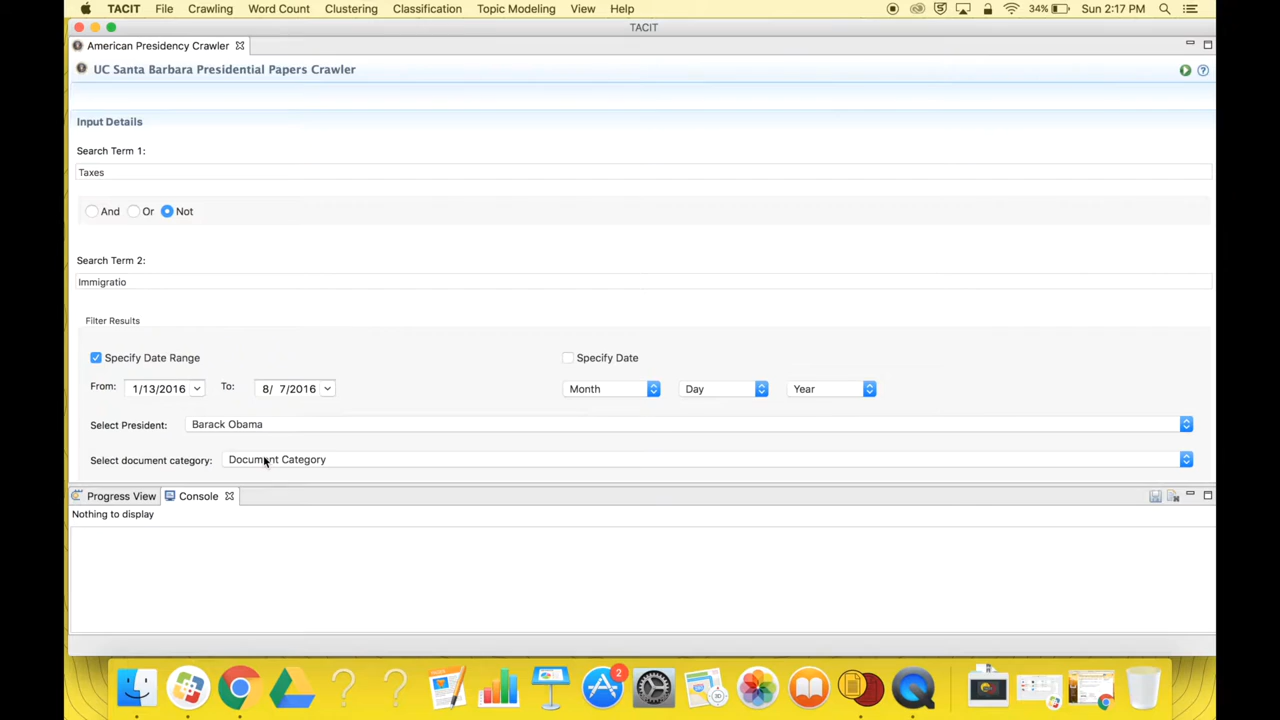 TACIT File Crawling Word Count Clustering Classification Topic Modeling View Help 34% Sun 2:17 PM
TACIT
American Presidency Crawler
UC Santa Barbara Presidential Papers Crawler
Input Details
Search Term 1:
Taxes
And Or Not
Search Term 2:
Immigratio
Filter Results
Specify Date Range Specify Date
From: 1/13/2016 To: 8/ 7/2016 Month Day Year
Select President: Barack Obama
Select document category: Document Category
Progress View Console
Nothing to display
2